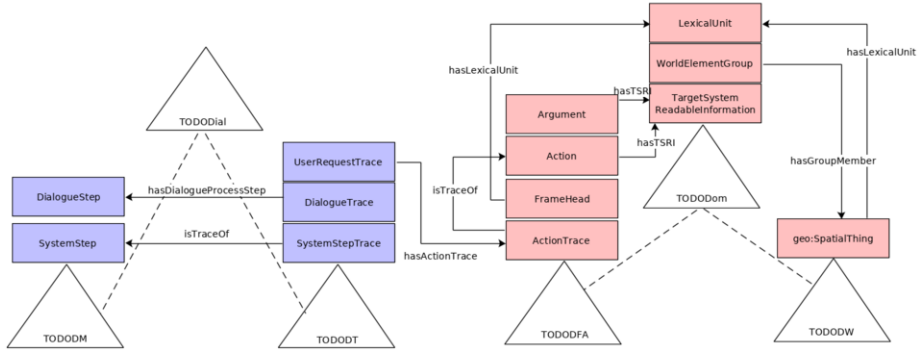 LexicalUnit
hasLexicalUnit
hasLexicalUnit
WorldElementGroup
hasTSRI
TargetSystem
ReadableInformation
Argument
TODODial
hasTSRI
UserRequestTrace
Action
hasGroupMember
hasDialogueProcessStep
isTraceOf
DialogueStep
DialogueTrace
FrameHead
TODODom
SystemStep
isTraceOf
SystemStepTrace
ActionTrace
geo:SpatialThing
hasActionTrace
TODODM
TODODT
TODODFA
TODODW